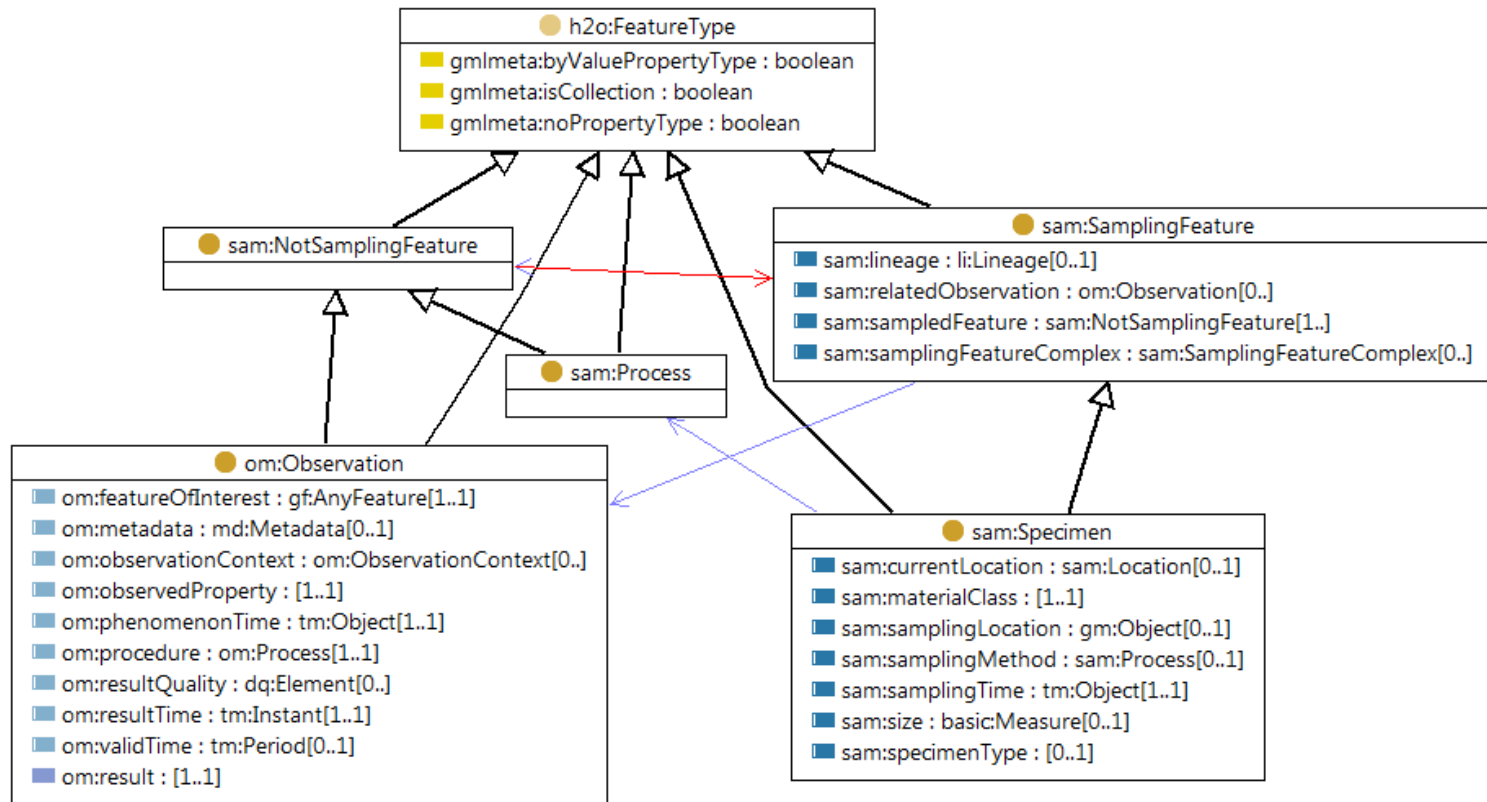 h2o:FeatureType
gmlmeta:byValuePropertyType : boolean
gmlmeta:isCollection : boolean
gmlmeta:noPropertyType : boolean
sam:NotSamplingFeature
sam:SamplingFeature
sam:lineage : li:Lineage[0..1]
sam:relatedObservation : om:Observation[0..]
sam:sampledFeature : sam:NotSamplingFeature[1..]
sam:samplingFeatureComplex : sam:SamplingFeatureComplex[0..]
sam:Process
om:Observation
om:featureOfInterest : gf:AnyFeature[1..1]
om:metadata : md:Metadata[0..1]
om:observationContext : om:ObservationContext[0..]
om:observedProperty : [1..1]
om:phenomenonTime : tm:Object[1..1]
om:procedure : om:Process[1..1]
om:resultQuality : dq:Element[0..]
om:resultTime : tm:Instant[1..1]
om:validTime : tm:Period[0..1]
om:result : [1..1]
sam:Specimen
sam:currentLocation : sam:Location[0..1]
sam:materialClass : [1..1]
sam:samplingLocation : gm:Object[0..1]
sam:samplingMethod : sam:Process[0..1]
sam:samplingTime : tm:Object[1..1]
sam:size : basic:Measure[0..1]
sam:specimenType : [0..1]